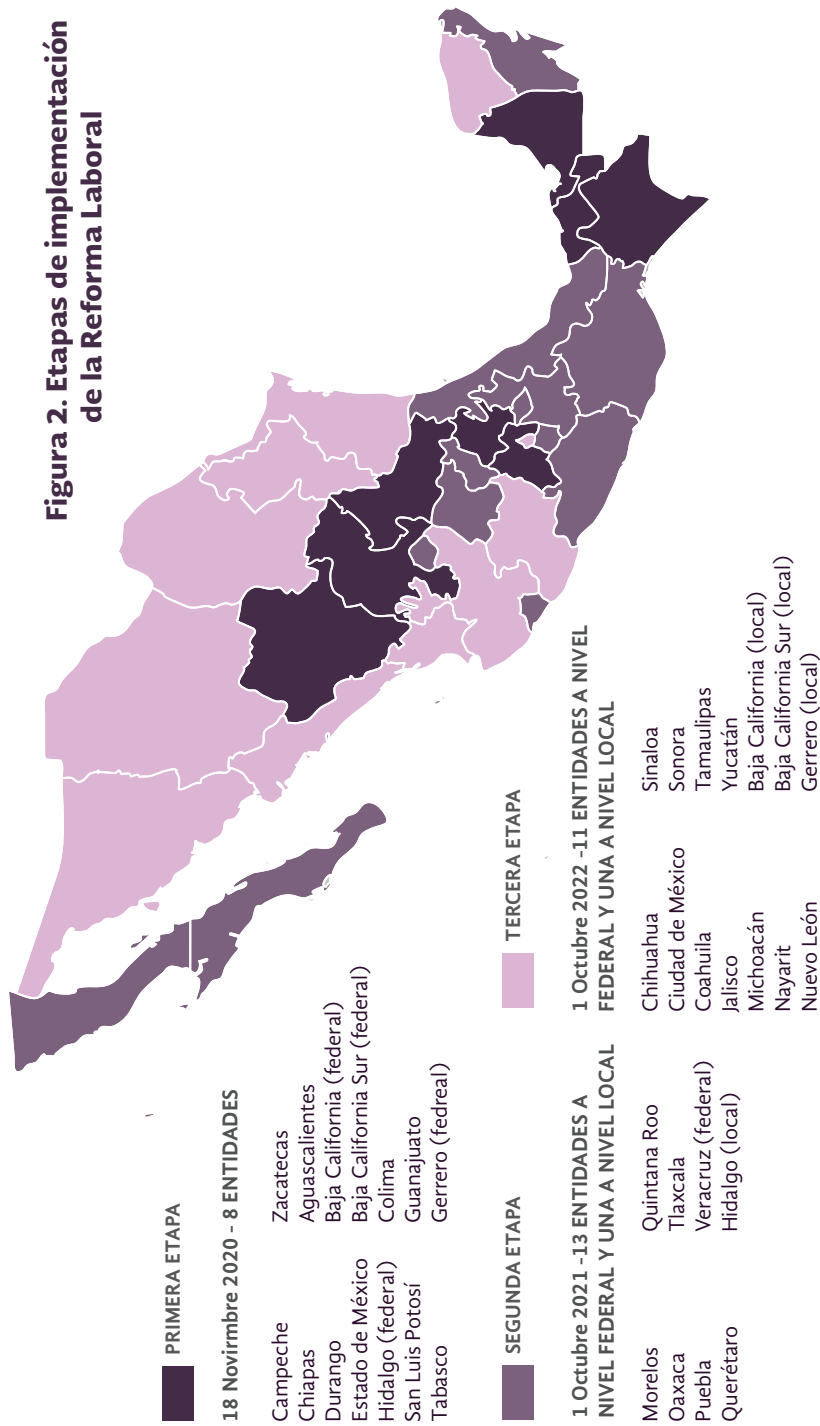 Figura 2. Etapas de implementación
de la Reforma Laboral
PRIMERA ETAPA
18 Novirmbre 2020 - 8 ENTIDADES
Campeche
Chiapas
Durango
Estado de México
Hidalgo (federal)
San Luis Potosí
Tabasco
Zacatecas
Aguascalientes
Baja California (federal)
Baja California Sur (federal)
Colima
Guanajuato
Gerrero (fedreal)
SEGUNDA ETAPA
1 Octubre 2021 -13 ENTIDADES A
NIVEL FEDERAL Y UNA A NIVEL LOCAL
Morelos
Oaxaca
Puebla
Querétaro
Quintana Roo
Tlaxcala
Veracruz (federal)
Hidalgo (local)
TERCERA ETAPA
1 Octubre 2022 -11 ENTIDADES A NIVEL
FEDERAL Y UNA A NIVEL LOCAL
Chihuahua
Ciudad de México
Coahuila
Jalisco
Michoacán
Nayarit
Nuevo León
Sinaloa
Sonora
Tamaulipas
Yucatán
Baja California (local)
Baja California Sur (local)
Gerrero (local)